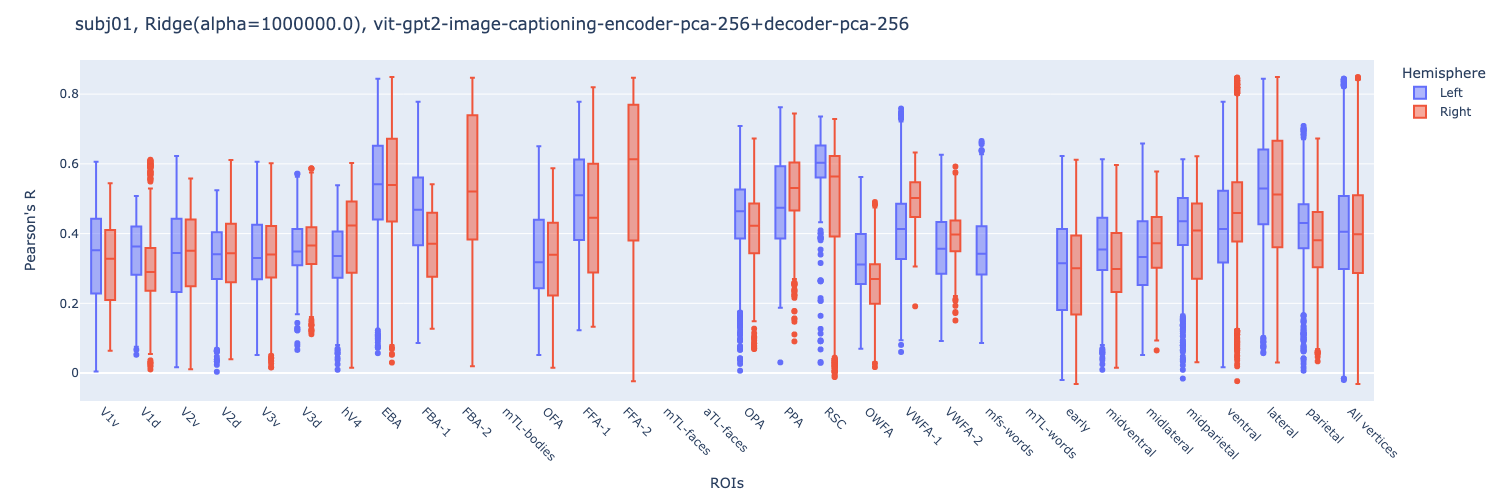 subj01, Ridge(alpha=1000000.0), vit-gpt2-image-captioning-encoder-pca-256+decoder-pca-256
Hemisphere
Left
Right
Pearson's R
0.8
0.6
0.4
0.2
0
V1v
V1d
V2v
V2d
V3v
V3d
hV4
EBA
FBA-1
FBA-2
mTL-bodies
OFA
FFA-1
FFA-2
mTL-faces
aTL-faces
OPA
PPA
RSC
OWFA
VWFA-1
VWFA-2
mfs-words
mTL-words
early
midventral
midlateral
midparietal
ventral
lateral
parietal
All vertices
ROIs